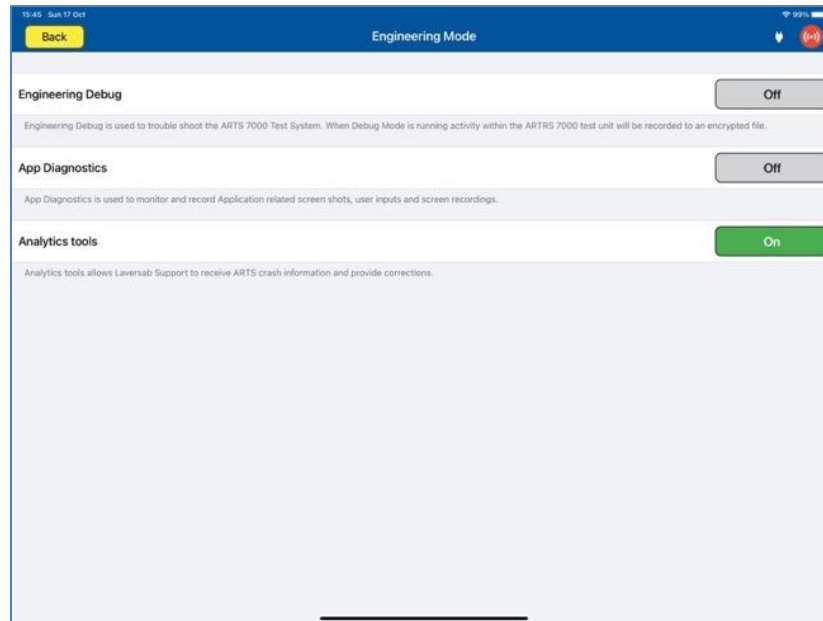 15:45 Sun 17 Oct
99%
Back
Engineering Mode
Engineering Debug
Off
Engineering Debug is used to trouble shoot the ARTS 7000 Test System. When Debug Mode is running activity within the ARTRS 7000 test unit will be recorded to an encrypted file.
App Diagnostics
Off
App Diagnostics is used to monitor and record Application related screen shots, user inputs and screen recordings.
Analytics tools
On
Analytics tools allows Laversab Support to receive ARTS crash information and provide corrections.